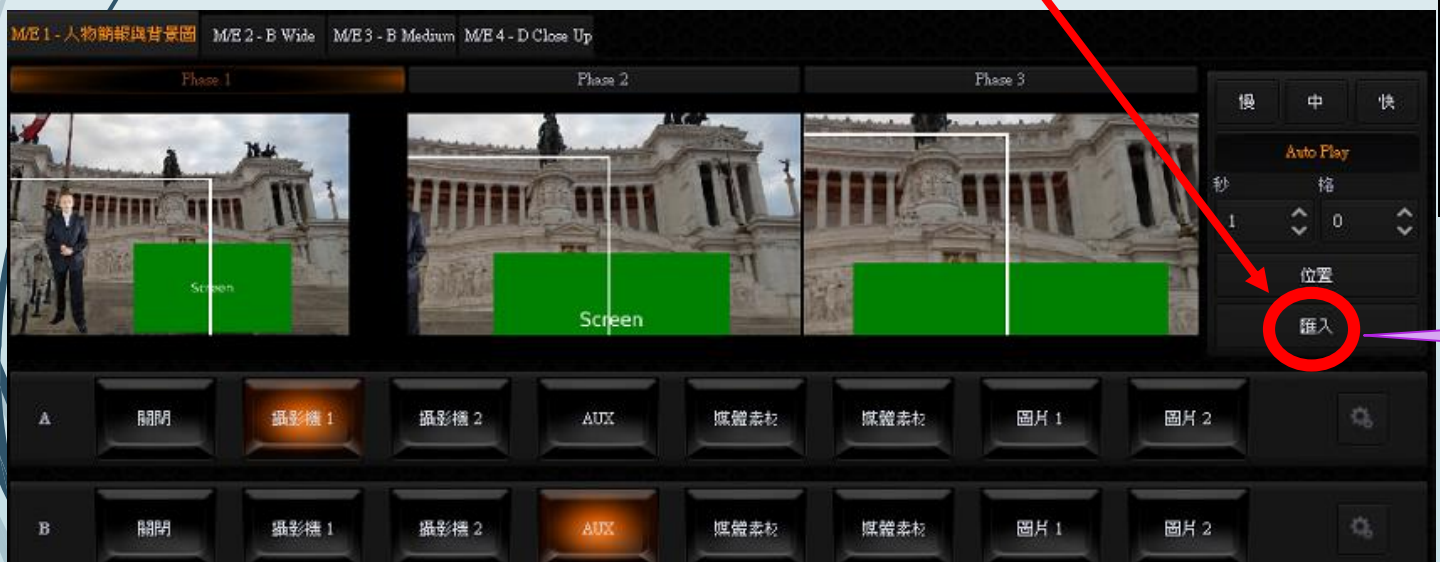 M/E 1 - 人物簡報與背景圖 M/E 2 - B Wide M/E 3 - B Medium M/E 4 - D Close Up
Phase 1 Phase 2 Phase 3
慢 中 快
Auto Play
秒 格
1 0
位置
匯入
Screen
Screen
A 關閉 攝影機 1 攝影機 2 AUX 媒體素材 媒體素材 圖片 1 圖片 2
B 關閉 攝影機 1 攝影機 2 AUX 媒體素材 媒體素材 圖片 1 圖片 2